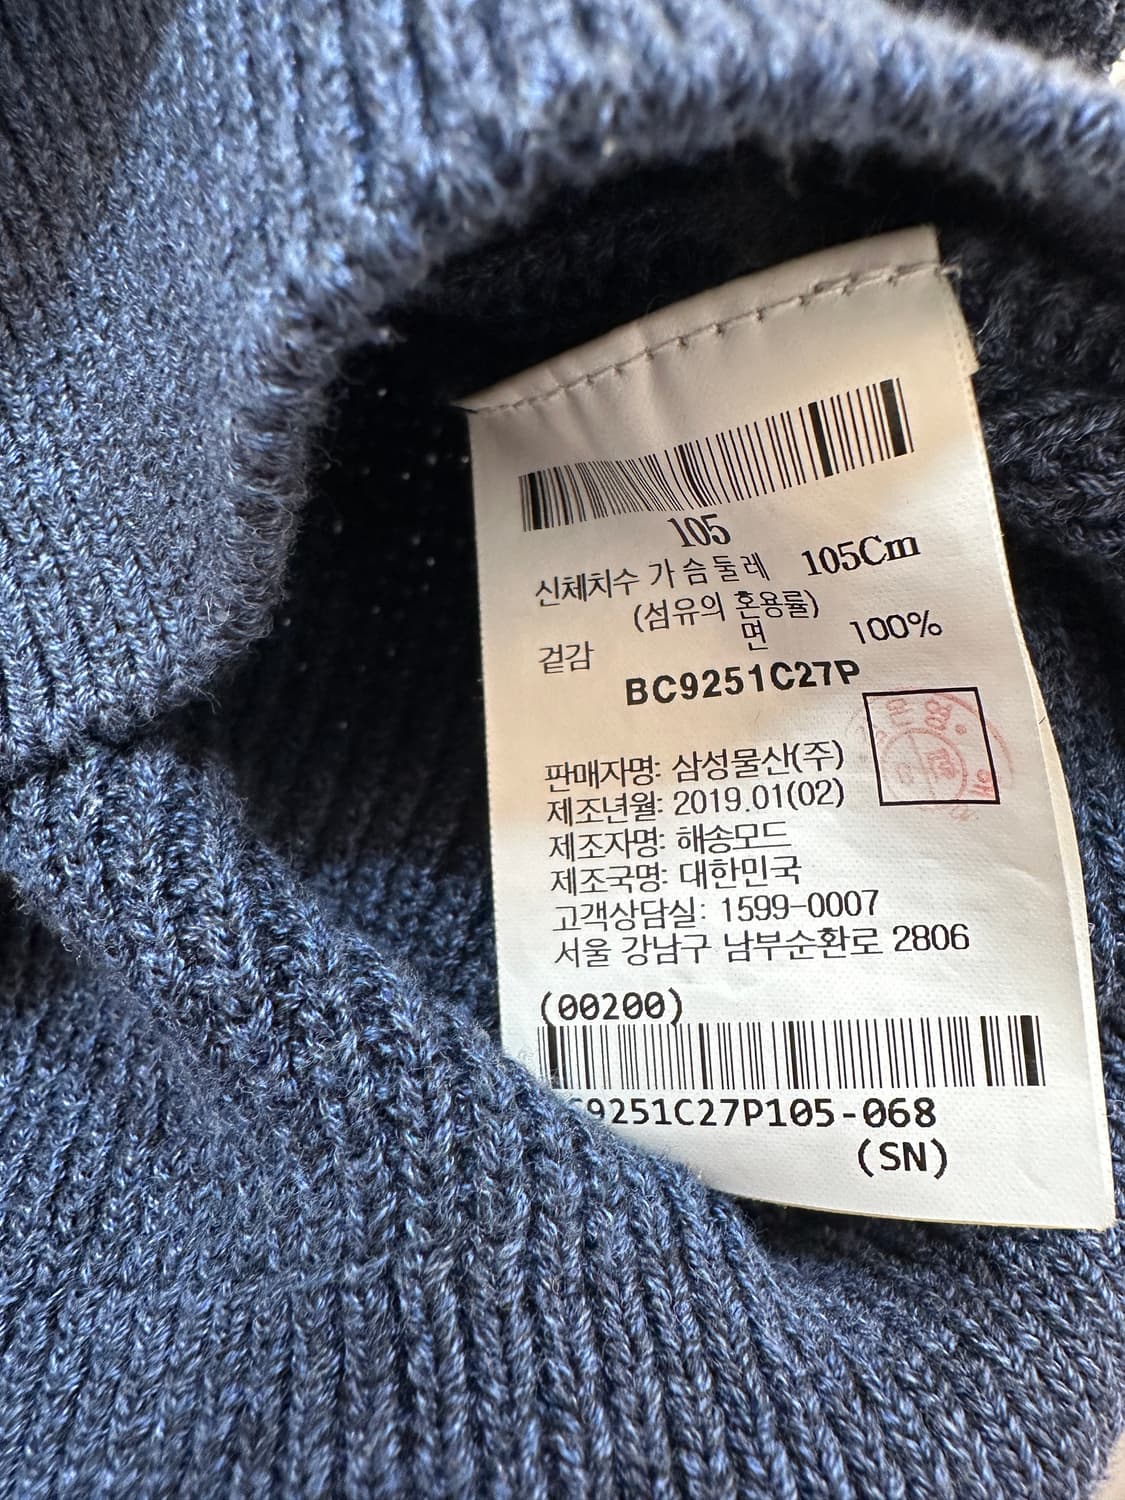 105
신체치수 가슴둘레 105Cm
(섬유의 혼용률)
겉감 면 100%
BC9251C27P
판매자명: 삼성물산(주)
제조년월: 2019.01(02)
제조자명: 해송모드
제조국명: 대한민국
고객상담실: 1599-0007
서울 강남구 남부순환로 2806
(00200)
9251C27P105-068
(SN)